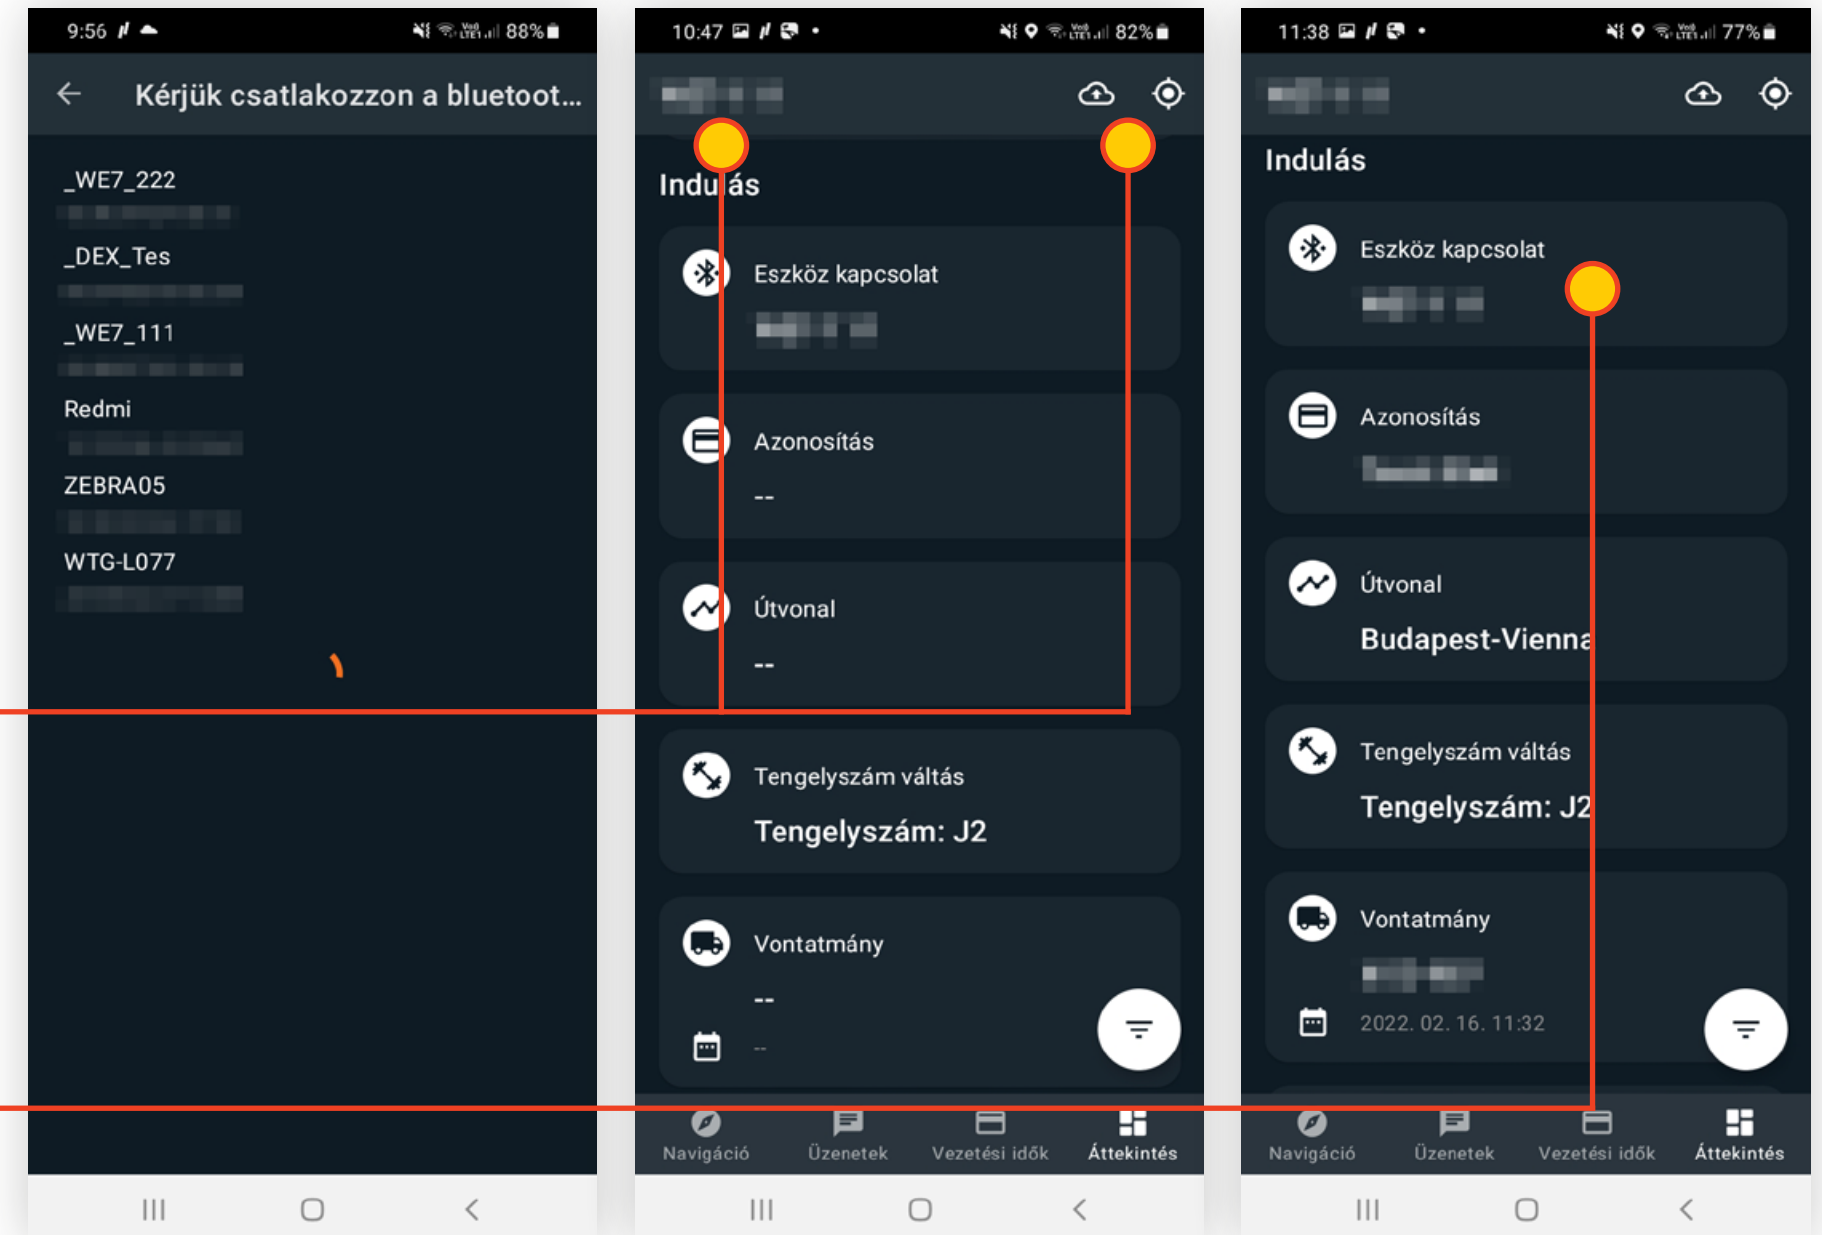 9:56
88%
Kérjük csatlakozzon a bluetoot...
_WE7_222
_DEX_Tes
_WE7_111
Redmi
ZEBRA05
WTG-L077
10:47
82%
Indulás
Eszköz kapcsolat
Azonosítás
--
Útvonal
--
Tengelyszám váltás
Tengelyszám: J2
Vontatmány
--
--
Navigáció
Üzenetek
Vezetési idők
Áttekintés
11:38
77%
Indulás
Eszköz kapcsolat
Azonosítás
Útvonal
Budapest-Vienna
Tengelyszám váltás
Tengelyszám: J2
Vontatmány
2022. 02. 16. 11:32
Navigáció
Üzenetek
Vezetési idők
Áttekintés